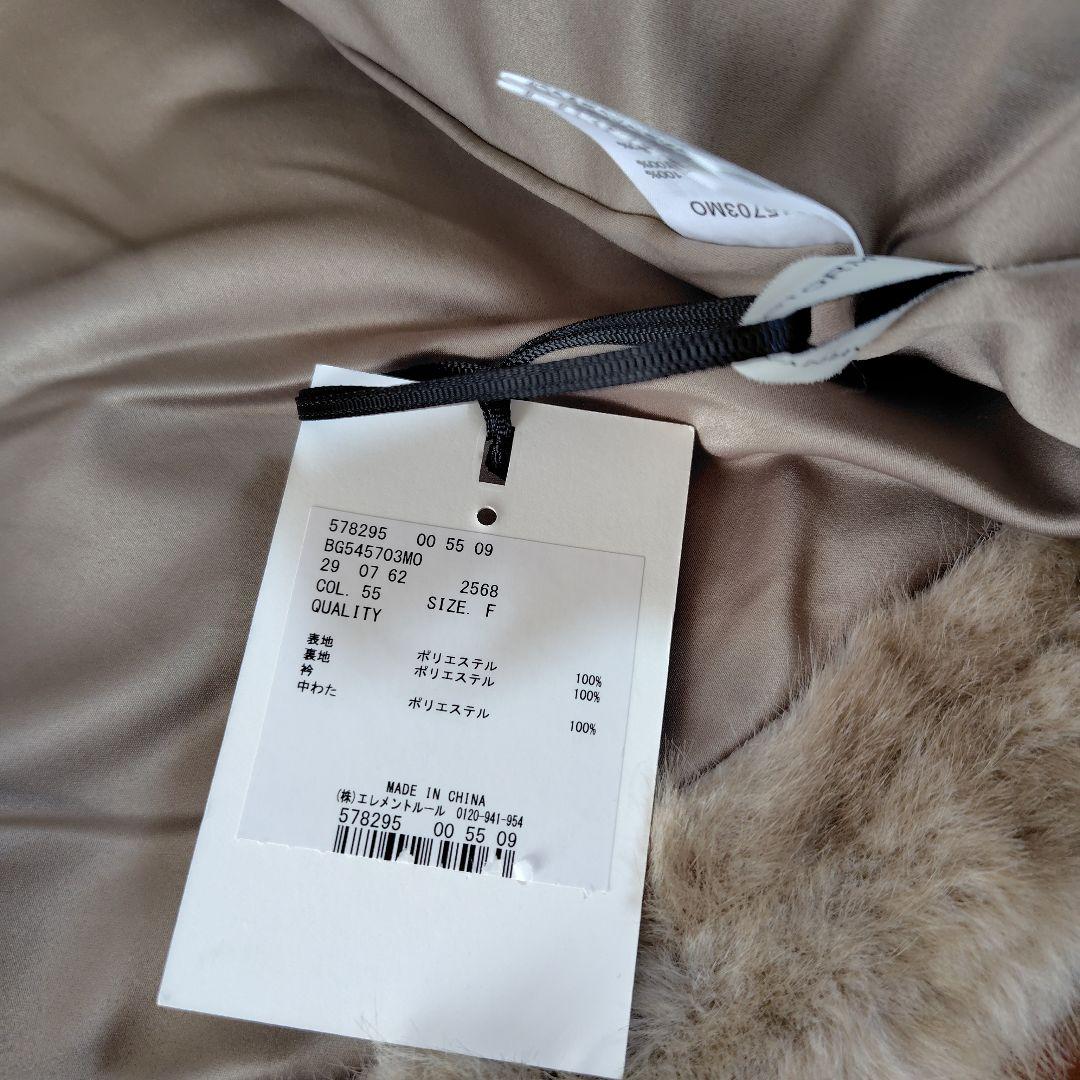 100%
100%
5703MO
578295 00 55 09
BG545703MO
29 07 62 2568
COL. 55 SIZE. F
QUALITY
表地 ポリエステル 100%
裏地 ポリエステル 100%
衿
中わた ポリエステル 100%
MADE IN CHINA
(株)エレメントルール 0120-941-954
578295 00 55 09